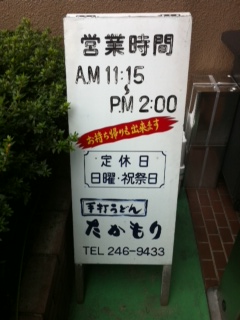 営業時間
A.M 11:15
〜
P.M 2:00
お持ち帰りも出来ます
定休日
日曜・祝祭日
手打うどん
たかもり
TEL 246-9433